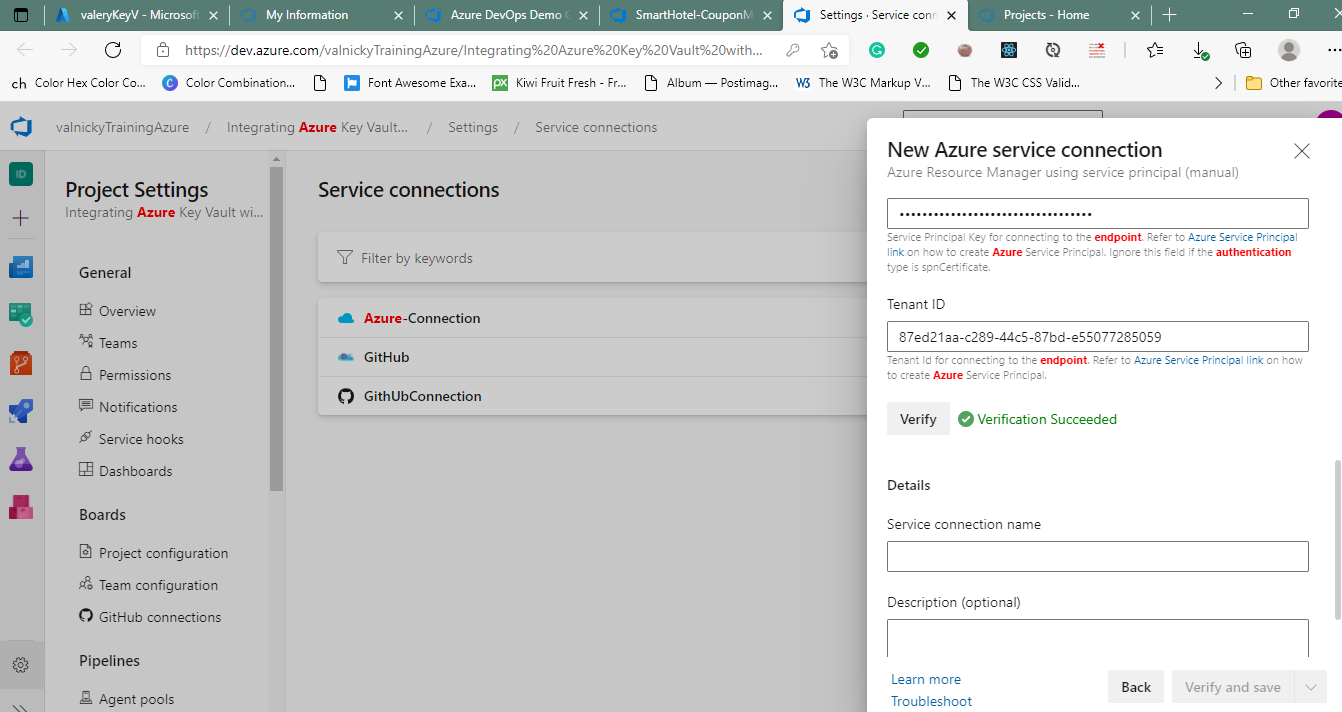 valeryKeyV - Microsoft
My Information
Azure DevOps Demo G
SmartHotel-CouponM
Settings · Service conn
Projects - Home
https://dev.azure.com/valnickyTrainingAzure/Integrating%20Azure%20Key%20Vault%20with...
ch Color Hex Color Co...
C Color Combination...
Font Awesome Exa...
px Kiwi Fruit Fresh - Fr...
Album — Postimag...
W3 The W3C Markup V...
The W3C CSS Valid...
Other favorite
valnickyTrainingAzure / Integrating Azure Key Vault... / Settings / Service connections
ID
Project Settings
Integrating Azure Key Vault wi...
General
Overview
Teams
Permissions
Notifications
Service hooks
Dashboards
Boards
Project configuration
Team configuration
GitHub connections
Pipelines
Agent pools
Service connections
Filter by keywords
Azure-Connection
GitHub
GithUbConnection
New Azure service connection
Azure Resource Manager using service principal (manual)
Service Principal Key for connecting to the endpoint. Refer to Azure Service Principal
link on how to create Azure Service Principal. Ignore this field if the authentication
type is spnCertificate.
Tenant ID
87ed21aa-c289-44c5-87bd-e55077285059
Tenant Id for connecting to the endpoint. Refer to Azure Service Principal link on how
to create Azure Service Principal.
Verify
Verification Succeeded
Details
Service connection name
Description (optional)
Learn more
Troubleshoot
Back
Verify and save